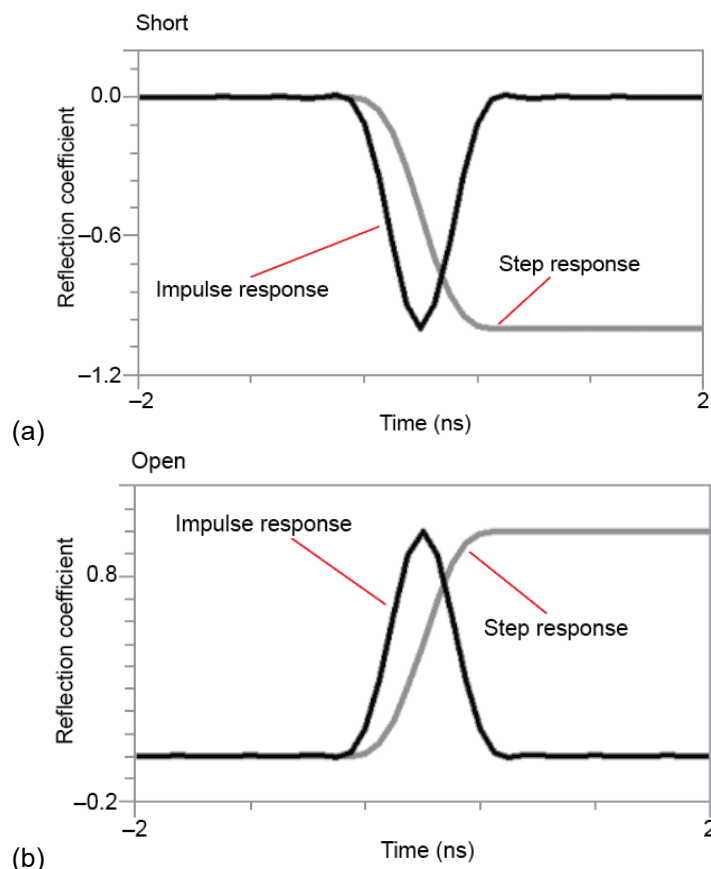 Short
0.0
–0.6
–1.2
Reflection coefficient
Impulse response
Step response
–2
2
Time (ns)
(a)
Open
0.8
–0.2
Reflection coefficient
Impulse response
Step response
–2
2
Time (ns)
(b)